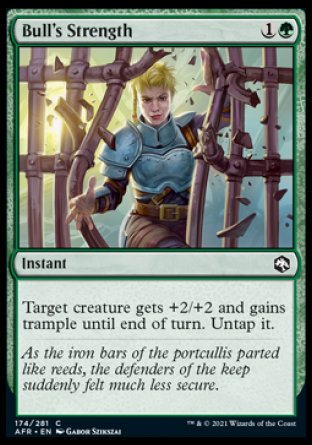 Bull's Strength 1
Instant
Target creature gets +2/+2 and gains
trample until end of turn. Untap it.
As the iron bars of the portcullis parted
like reeds, the defenders of the keep
suddenly felt much less secure.
174/281 C
AFR • EN Gabor Szikszai
™ & © 2021 Wizards of the Coast